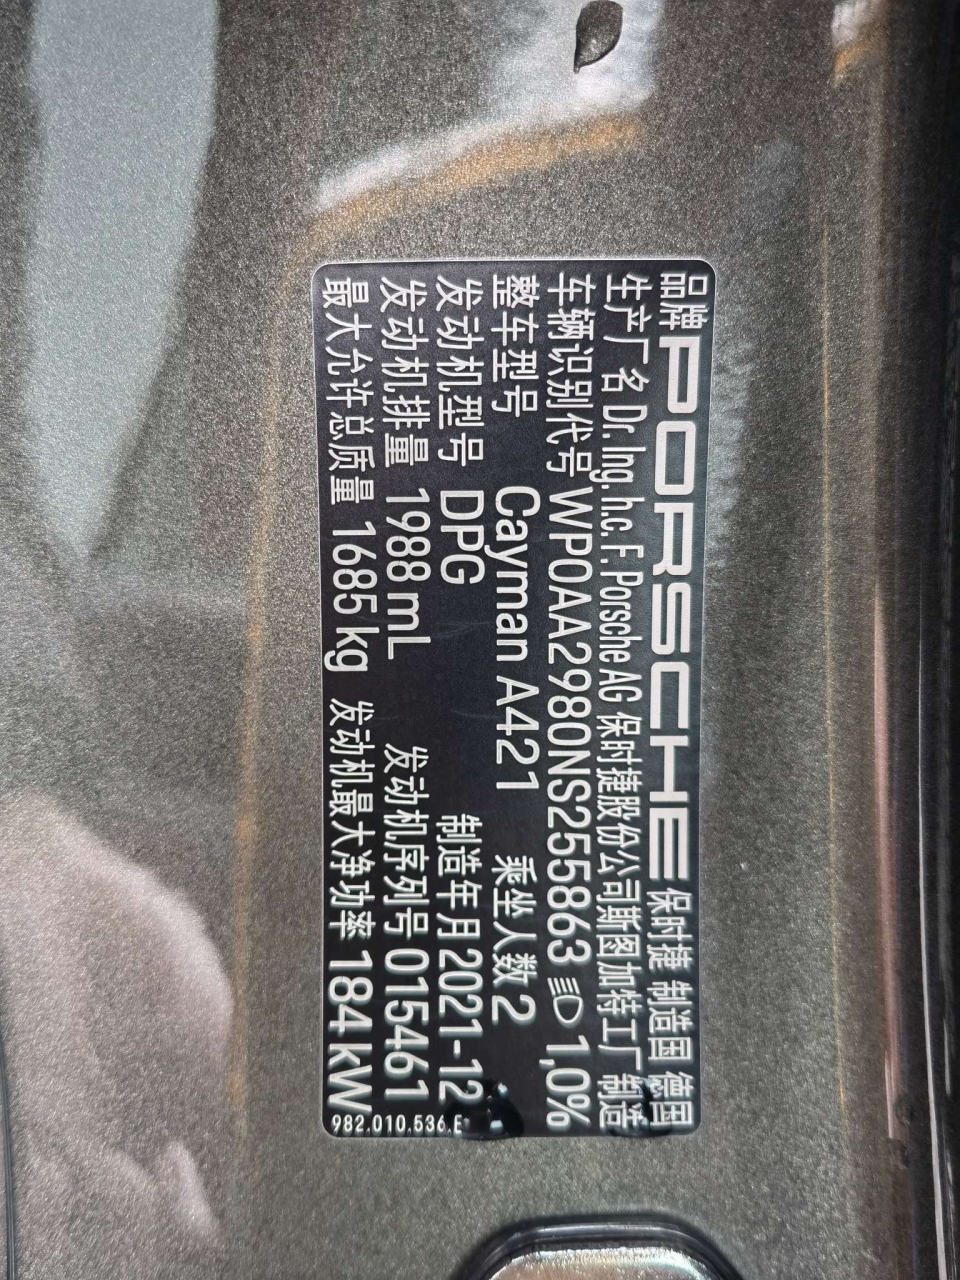 品牌 PORSCHE 保时捷 制造国 德国
生产厂名 Dr. Ing. h.c. F. Porsche AG 保时捷股份公司斯图加特工厂 制造
车辆识别代号 WP0AA2980NS255863 1,0%
整车型号 Cayman A421 乘坐人数 2
发动机型号 DPG 制造年月 2021-12
发动机排量 1988 mL 发动机序列号 015461
最大允许总质量 1685 kg 发动机最大净功率 184 kW
982.010.536.E